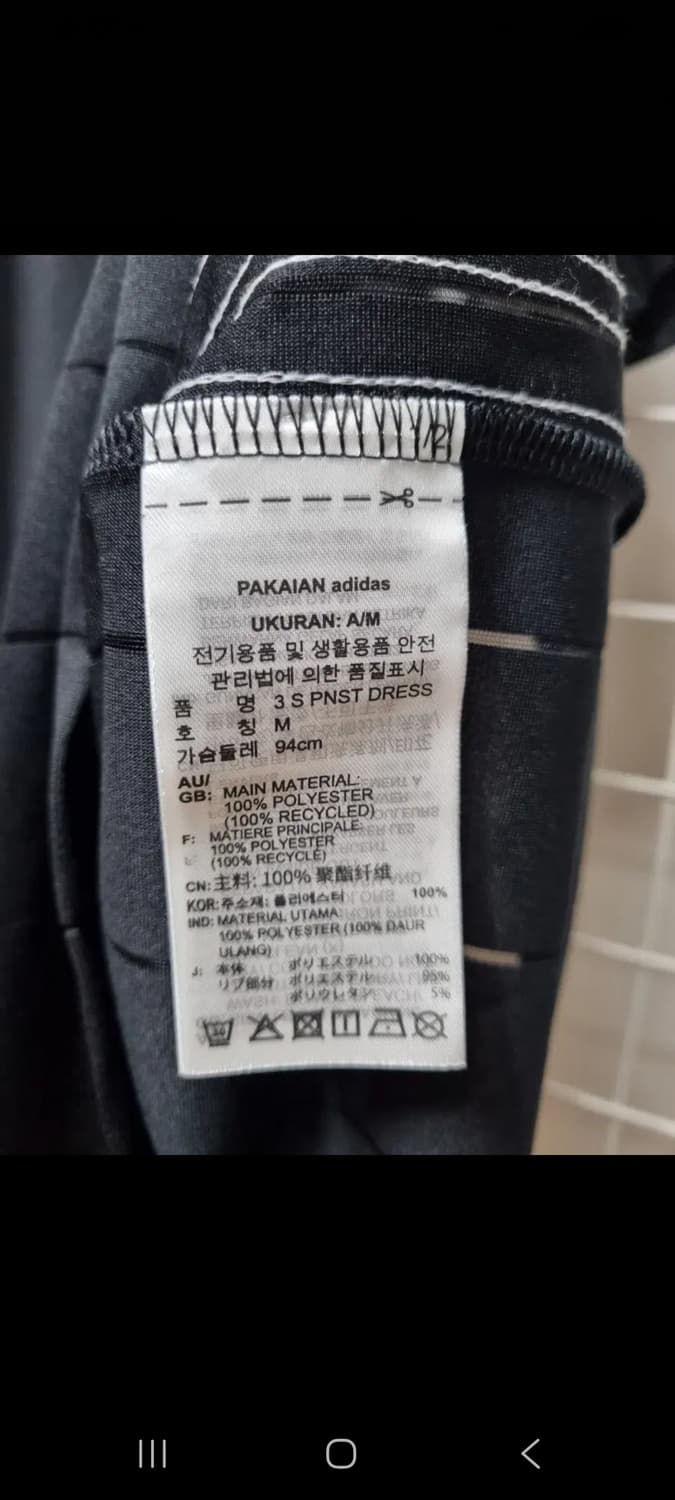 PAKAIAN adidas
UKURAN: A/M
전기용품 및 생활용품 안전
관리법에 의한 품질표시
품 명 3 S PNST DRESS
호 칭 M
가슴둘레 94cm
AU/
GB: MAIN MATERIAL:
100% POLYESTER
(100% RECYCLED)
F: MATIERE PRINCIPALE:
100% POLYESTER
(100% RECYCLÉ)
CN: 主料: 100% 聚酯纤维
KOR: 주소재: 폴리에스터 100%
IND: MATERIAL UTAMA:
100% POLYESTER (100% DAUR
ULANG)
J: 本体 ポリエステル 100%
リブ部分 ポリエステル 95%
ポリウレタン 5%